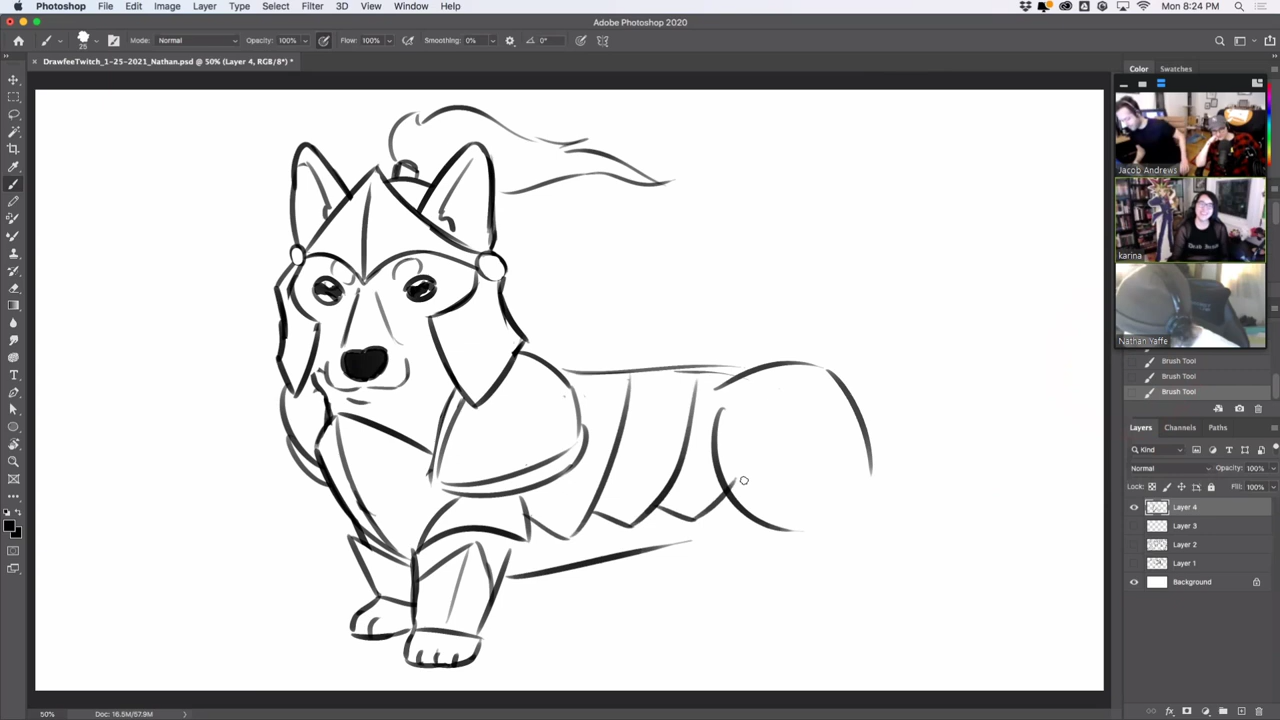 Photoshop File Edit Image Layer Type Select Filter 3D View Window Help Mon 8:24 PM
Adobe Photoshop 2020
25 Mode: Normal Opacity: 100% Flow: 100% Smoothing: 0% 0°
DrawfeeTwitch_1-25-2021_Nathan.psd @ 50% (Layer 4, RGB/8*) *
Color Swatches
Jacob Andrews
karina
Nathan Yaffe
Brush Tool
Brush Tool
Brush Tool
Layers Channels Paths
Kind
Normal Opacity: 100%
Lock: Fill: 100%
Layer 4
Layer 3
Layer 2
Layer 1
Background
50% Doc: 16.5M/57.9M